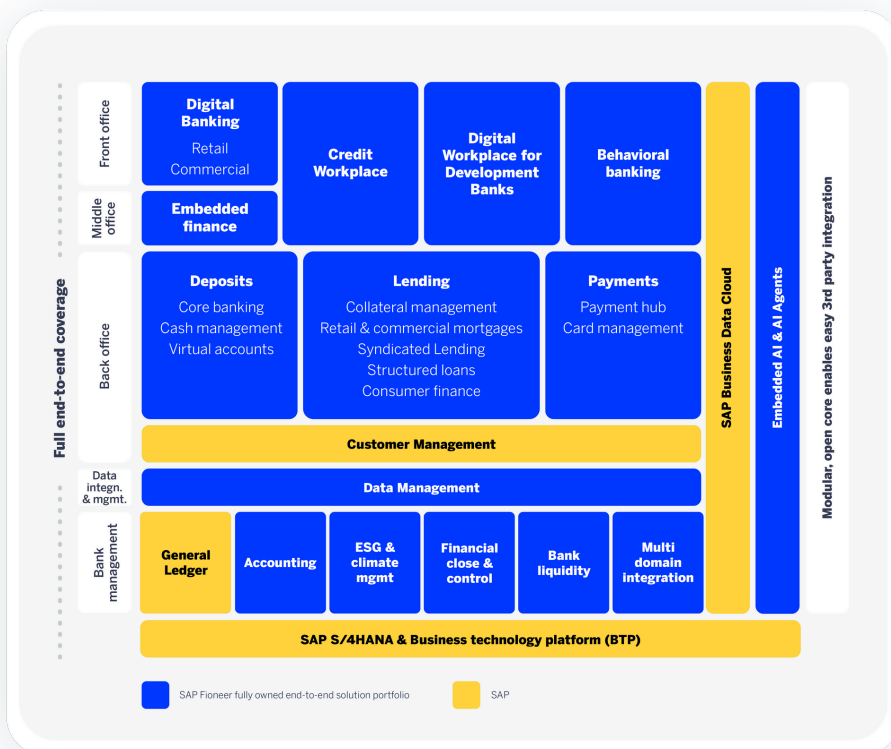 Full end-to-end coverage
Front office
Digital
Banking
Retail
Commercial
Credit
Workplace
Digital
Workplace for
Development
Banks
Behavioral
banking
Middle
office
Embedded
finance
Back office
Deposits
Core banking
Cash management
Virtual accounts
Lending
Collateral management
Retail & commercial mortgages
Syndicated Lending
Structured loans
Consumer finance
Payments
Payment hub
Card management
Customer Management
Data
integn.
& mgmt.
Data Management
Bank
management
General
Ledger
Accounting
ESG &
climate
mgmt
Financial
close &
control
Bank
liquidity
Multi
domain
integration
SAP Business Data Cloud
Embedded AI & AI Agents
Modular, open core enables easy 3rd party integration
SAP S/4HANA & Business technology platform (BTP)
SAP Fioneer fully owned end-to-end solution portfolio
SAP